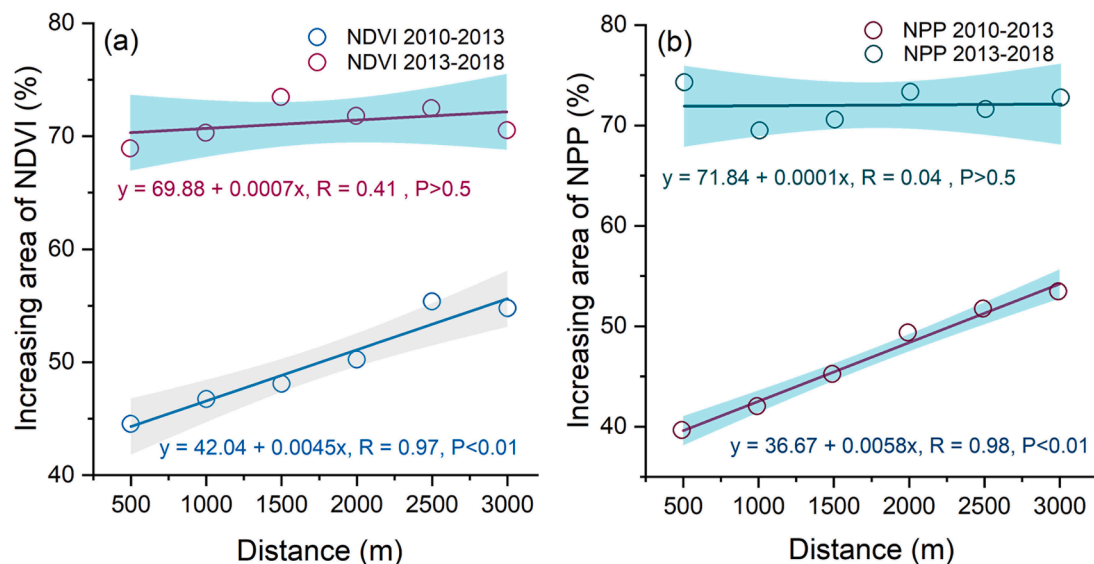 (a)
NDVI 2010-2013
NDVI 2013-2018
Increasing area of NDVI (%)
80
70
60
50
40
y = 69.88 + 0.0007x, R = 0.41 , P>0.5
y = 42.04 + 0.0045x, R = 0.97, P<0.01
500 1000 1500 2000 2500 3000
Distance (m)
(b)
NPP 2010-2013
NPP 2013-2018
Increasing area of NPP (%)
80
70
60
50
40
y = 71.84 + 0.0001x, R = 0.04 , P>0.5
y = 36.67 + 0.0058x, R = 0.98, P<0.01
500 1000 1500 2000 2500 3000
Distance (m)